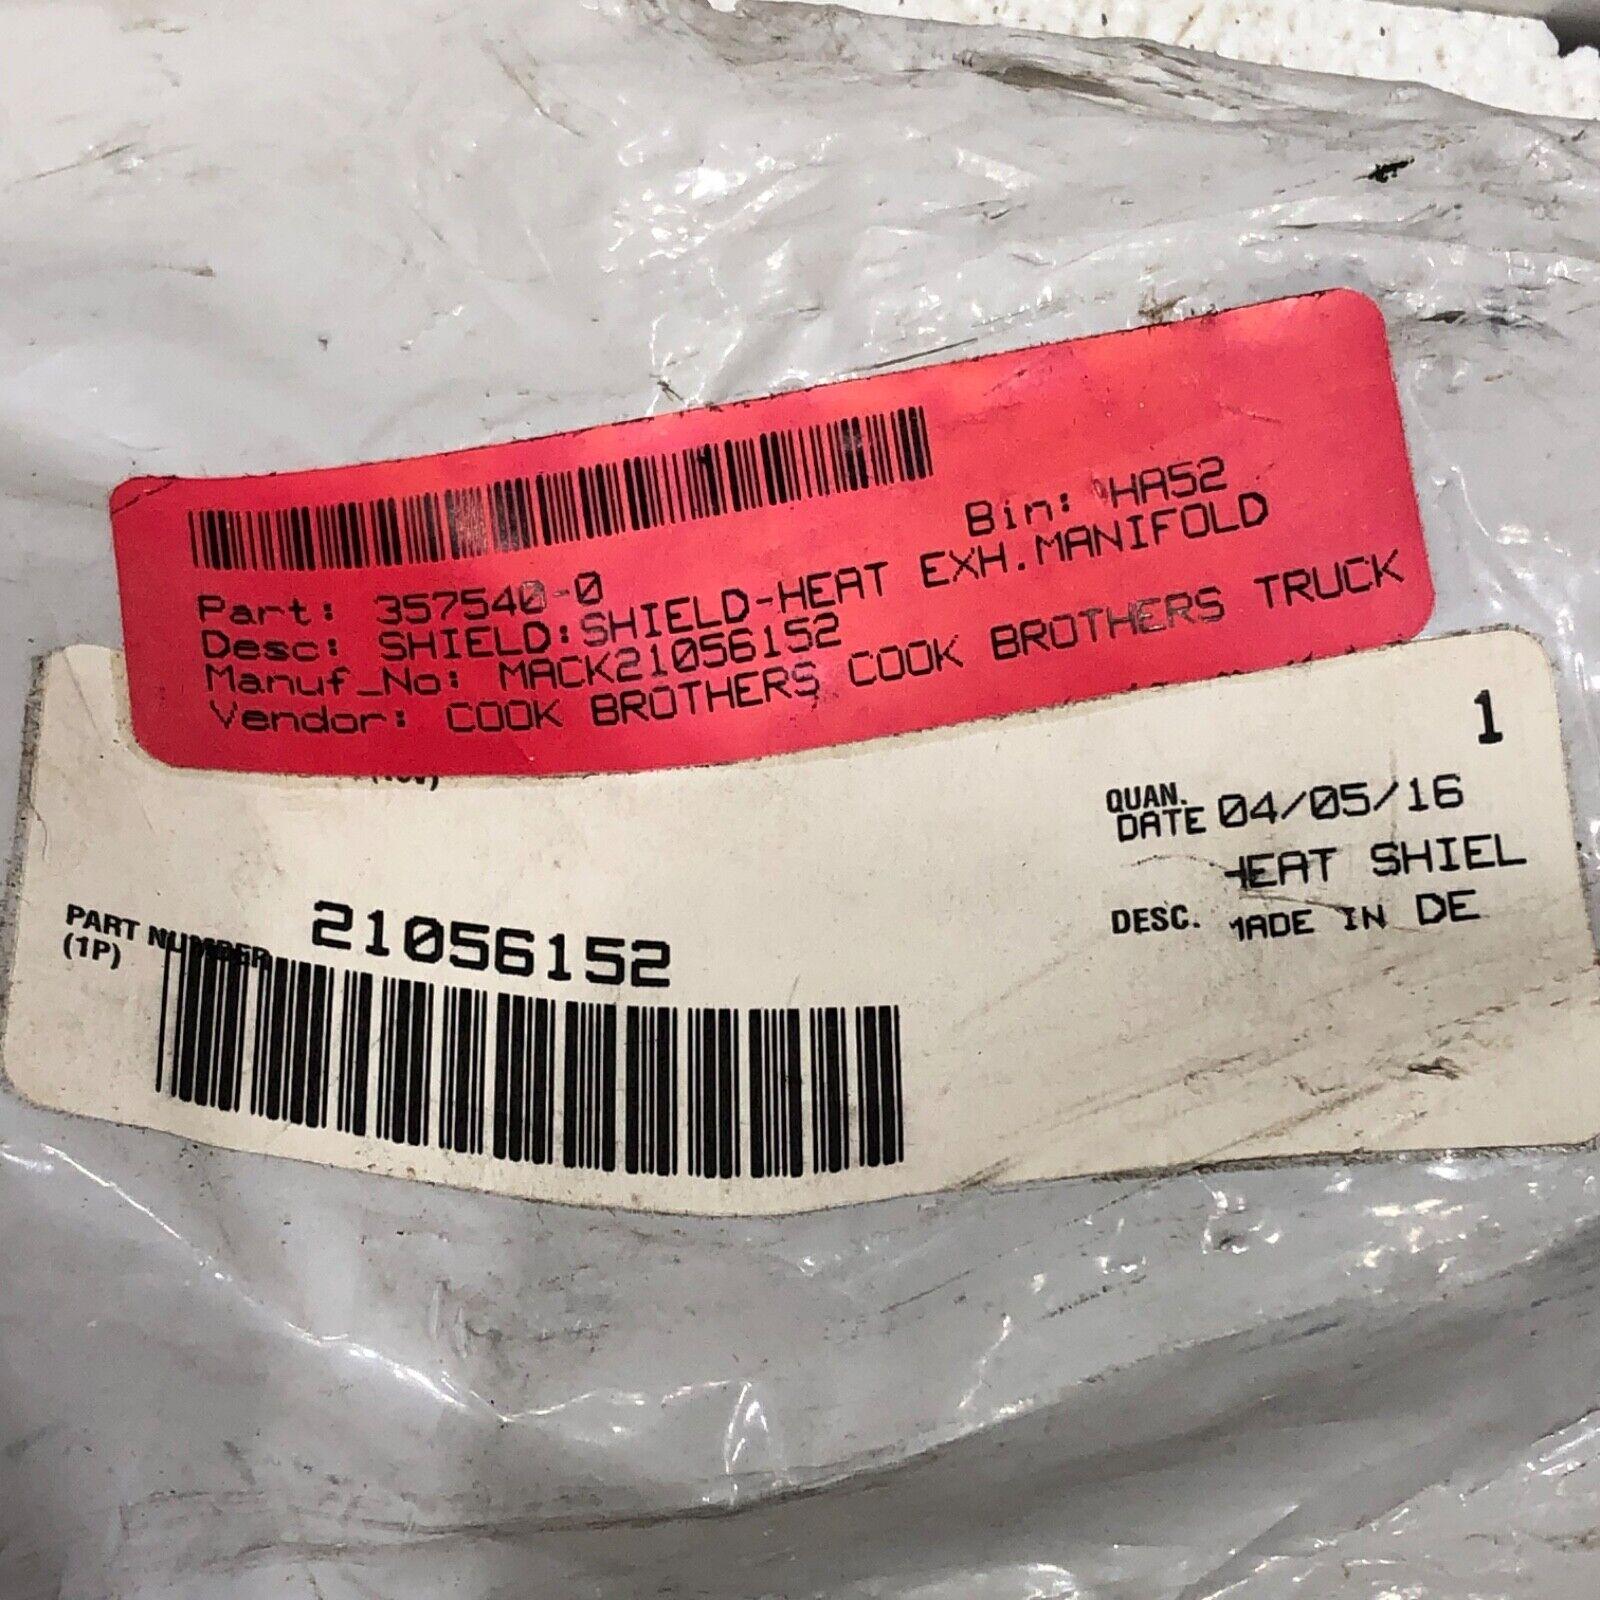 Bin: HA52
Part: 357540-0
Desc: SHIELD:SHIELD-HEAT EXH.MANIFOLD
Manuf_No: MACK21056152
Vendor: COOK BROTHERS COOK BROTHERS TRUCK
1
QUAN.
DATE 04/05/16
HEAT SHIEL
DESC. MADE IN DE
PART NUMBER 21056152
(1P)